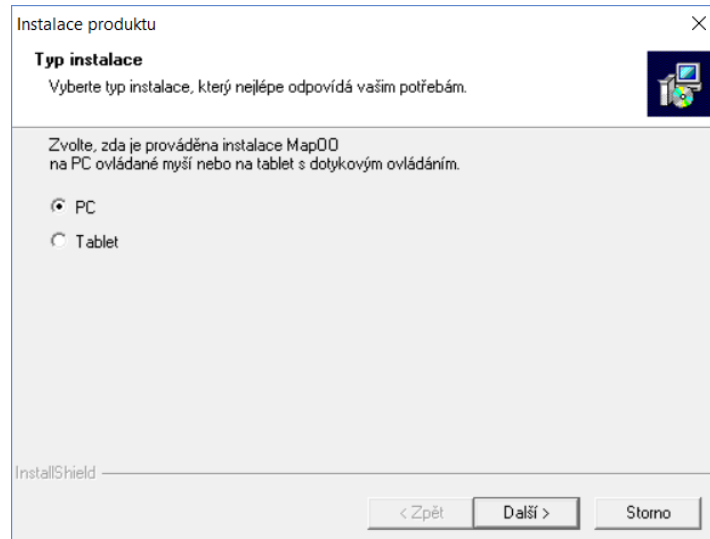 Instalace produktu
Typ instalace
Vyberte typ instalace, který nejlépe odpovídá vašim potřebám.
Zvolte, zda je prováděna instalace MapOO
na PC ovládané myší nebo na tablet s dotykovým ovládáním.
PC
Tablet
InstallShield
< Zpět
Další >
Storno